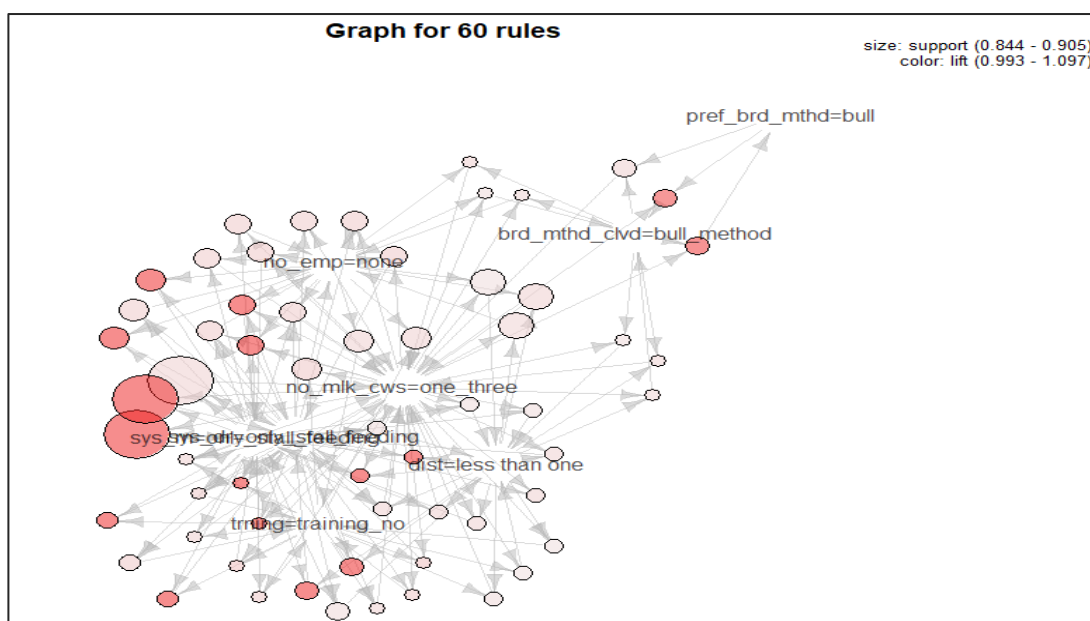 Graph for 60 rules
size: support (0.844 - 0.905)
color: lift (0.993 - 1.097)
pref_brd_mthd=bull
brd_mthd_clvd=bull_method
no_emp=none
no_mlk_cws=one_three
dist=less than one
trning=training_no